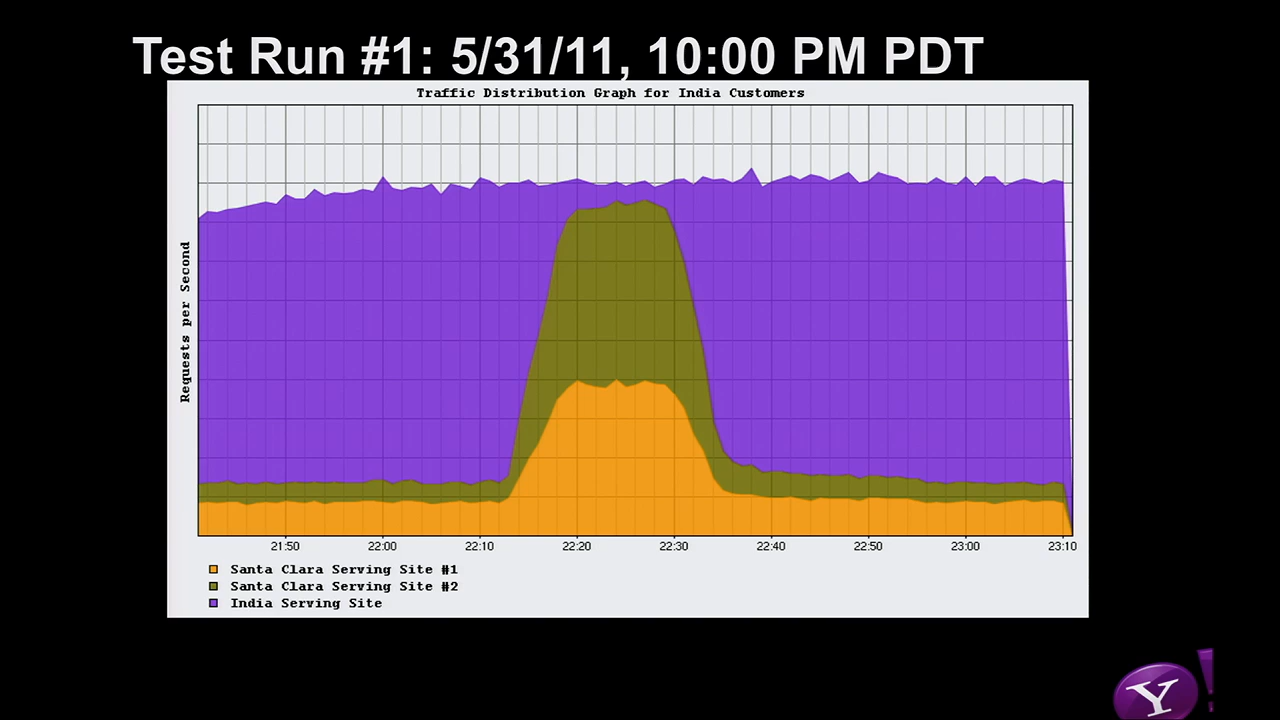 Test Run #1: 5/31/11, 10:00 PM PDT
Traffic Distribution Graph for India Customers
Requests per Second
21:50 22:00 22:10 22:20 22:30 22:40 22:50 23:00 23:10
Santa Clara Serving Site #1
Santa Clara Serving Site #2
India Serving Site
Y!